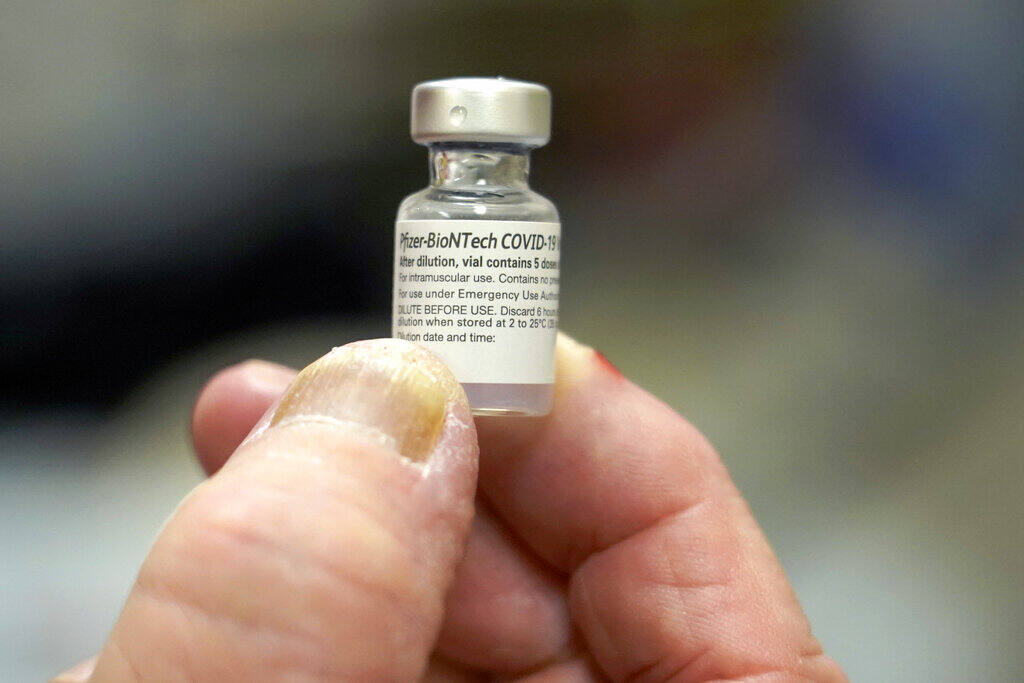 Pfizer-BioNTech COVID-19
After dilution, vial contains 5 doses
For intramuscular use. Contains no
For use under Emergency Use
DILUTE BEFORE USE. Discard 6 hours
dilution when stored at 2 to 25°C
Dilution date and time: